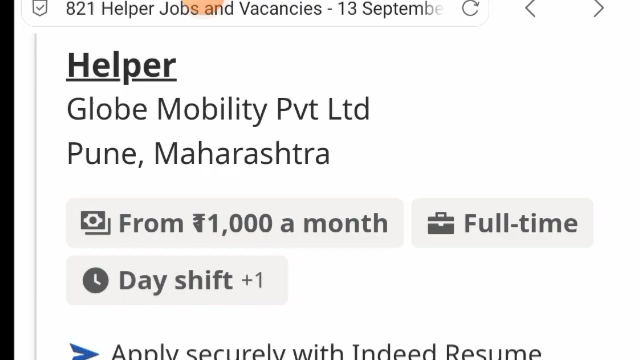 821 Helper Jobs and Vacancies - 13 Septembe
Helper
Globe Mobility Pvt Ltd
Pune, Maharashtra
From ₹1,000 a month
Full-time
Day shift +1
Apply securely with Indeed Resume